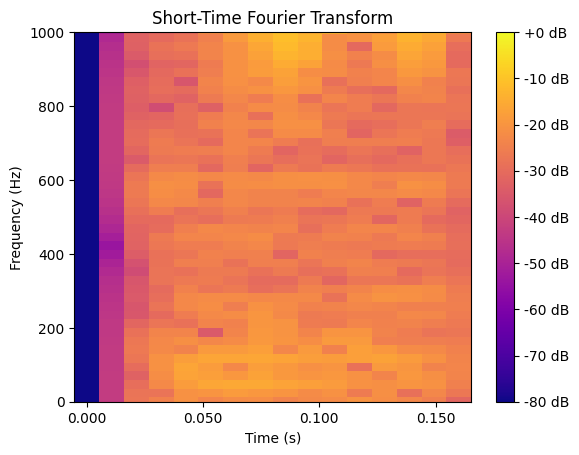 Short-Time Fourier Transform
Frequency (Hz)
1000
800
600
400
200
0
0.000
0.050
0.100
0.150
Time (s)
+0 dB
-10 dB
-20 dB
-30 dB
-40 dB
-50 dB
-60 dB
-70 dB
-80 dB